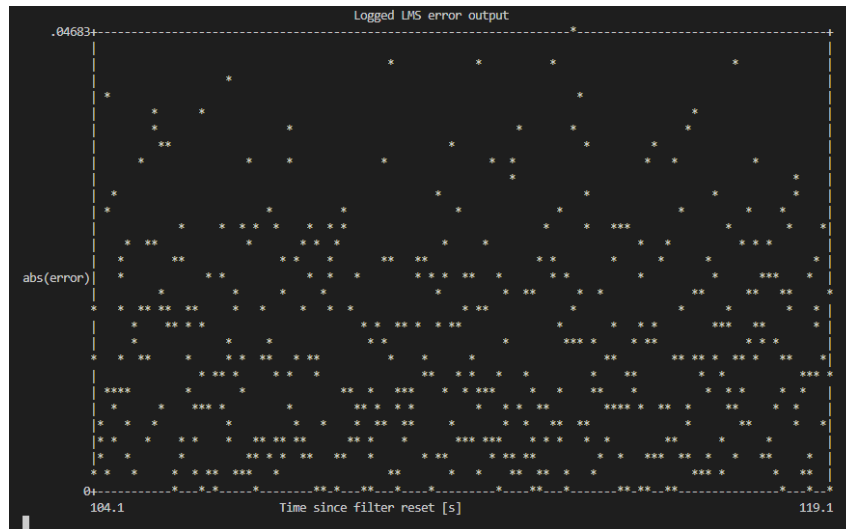 Logged LMS error output
.04683
abs(error)
0
104.1 Time since filter reset [s] 119.1